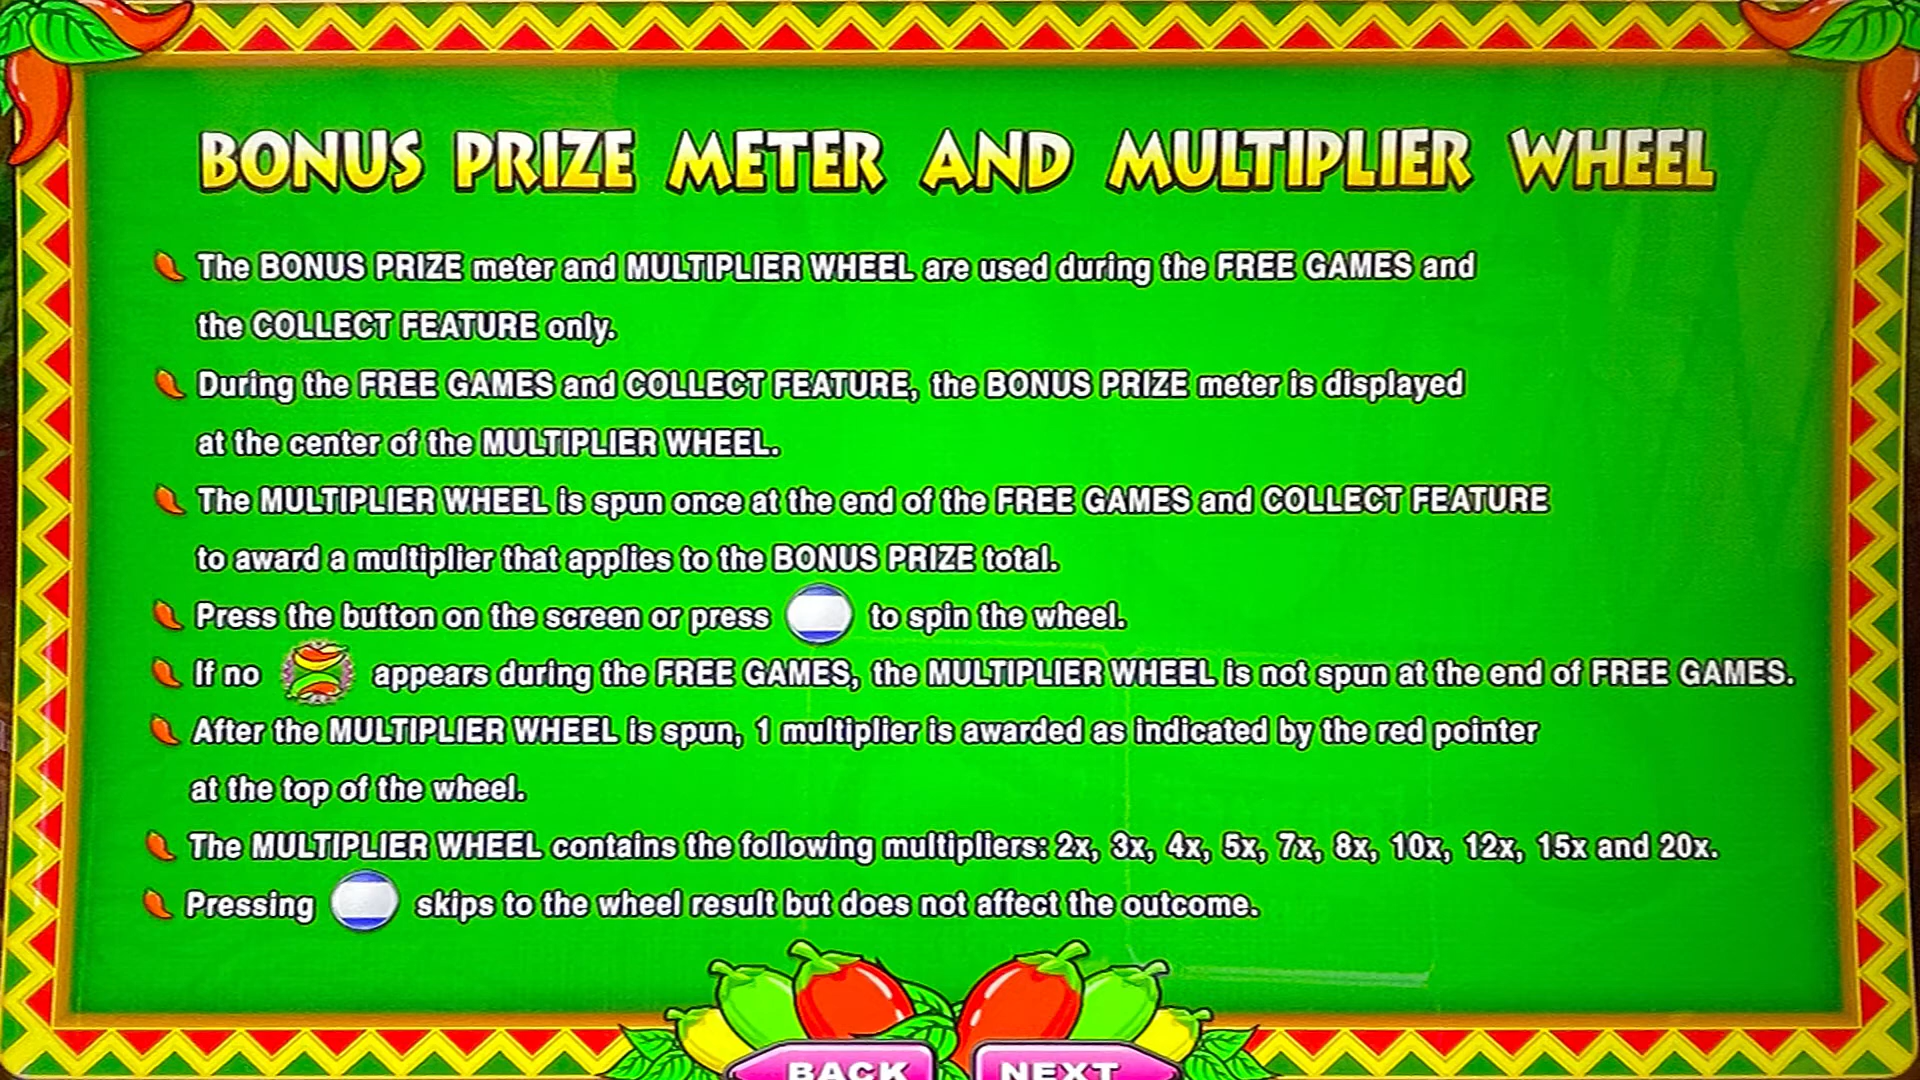 BONUS PRIZE METER AND MULTIPLIER WHEEL
The BONUS PRIZE meter and MULTIPLIER WHEEL are used during the FREE GAMES and
the COLLECT FEATURE only.
During the FREE GAMES and COLLECT FEATURE, the BONUS PRIZE meter is displayed
at the center of the MULTIPLIER WHEEL.
The MULTIPLIER WHEEL is spun once at the end of the FREE GAMES and COLLECT FEATURE
to award a multiplier that applies to the BONUS PRIZE total.
Press the button on the screen or press to spin the wheel.
If no appears during the FREE GAMES, the MULTIPLIER WHEEL is not spun at the end of FREE GAMES.
After the MULTIPLIER WHEEL is spun, 1 multiplier is awarded as indicated by the red pointer
at the top of the wheel.
The MULTIPLIER WHEEL contains the following multipliers: 2x, 3x, 4x, 5x, 7x, 8x, 10x, 12x, 15x and 20x.
Pressing skips to the wheel result but does not affect the outcome.
BACK NEXT